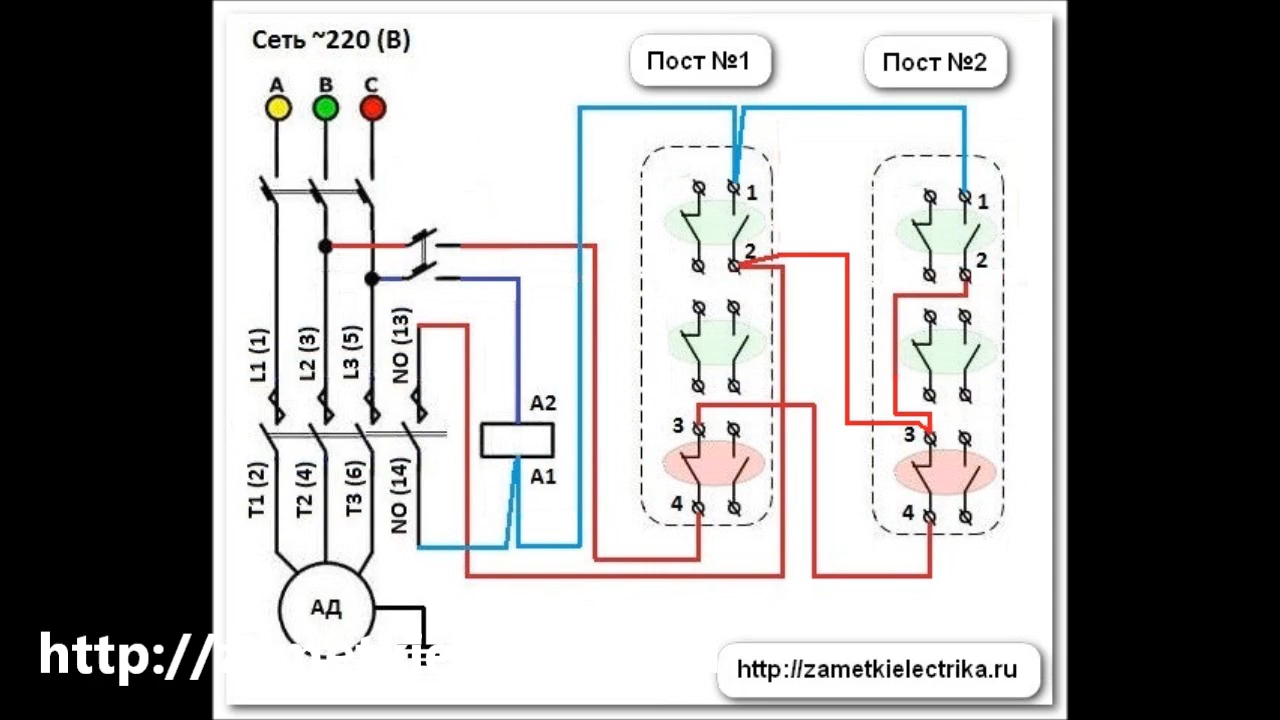 Сеть ~220 (В)
Пост №1
Пост №2
А В С
1
2
1
2
L1 (1)
L2 (3)
L3 (5)
NO (13)
A2
A1
3
4
3
4
T1 (2)
T2 (4)
T3 (6)
NO (14)
АД
http://
http://zametkielectrika.ru